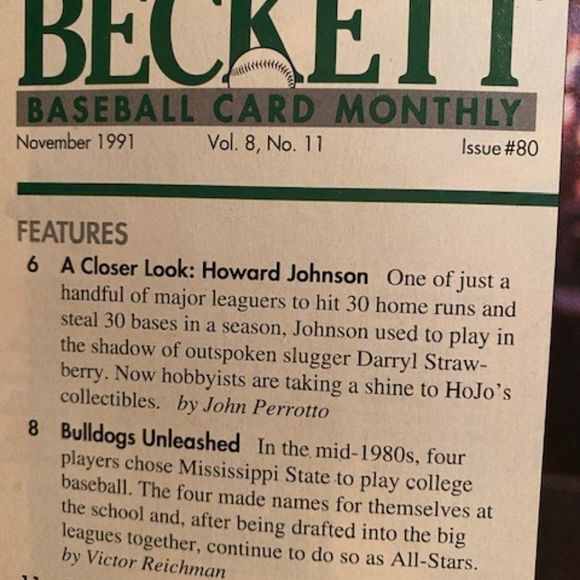 BECKETT
BASEBALL CARD MONTHLY
November 1991 Vol. 8, No. 11 Issue #80
FEATURES
6 A Closer Look: Howard Johnson One of just a
handful of major leaguers to hit 30 home runs and
steal 30 bases in a season, Johnson used to play in
the shadow of outspoken slugger Darryl Straw-
berry. Now hobbyists are taking a shine to HoJo's
collectibles. by John Perrotto
8 Bulldogs Unleashed In the mid-1980s, four
players chose Mississippi State to play college
baseball. The four made names for themselves at
the school and, after being drafted into the big
leagues together, continue to do so as All-Stars.
by Victor Reichman